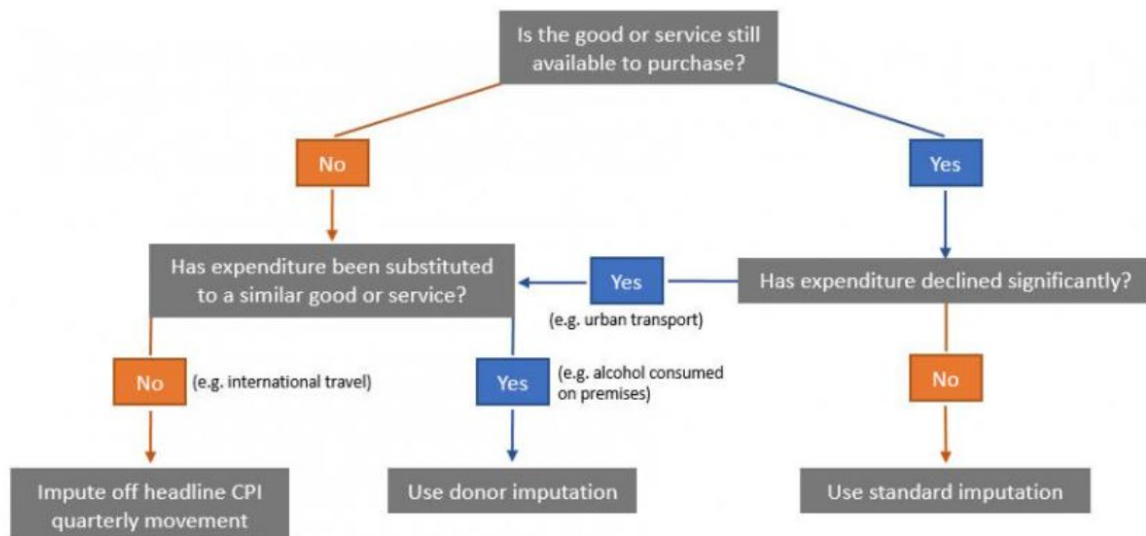 Is the good or service still
available to purchase?
No
Yes
Has expenditure been substituted
to a similar good or service?
Yes
(e.g. urban transport)
Has expenditure declined significantly?
No
(e.g. international travel)
Yes
(e.g. alcohol consumed
on premises)
No
Impute off headline CPI
quarterly movement
Use donor imputation
Use standard imputation